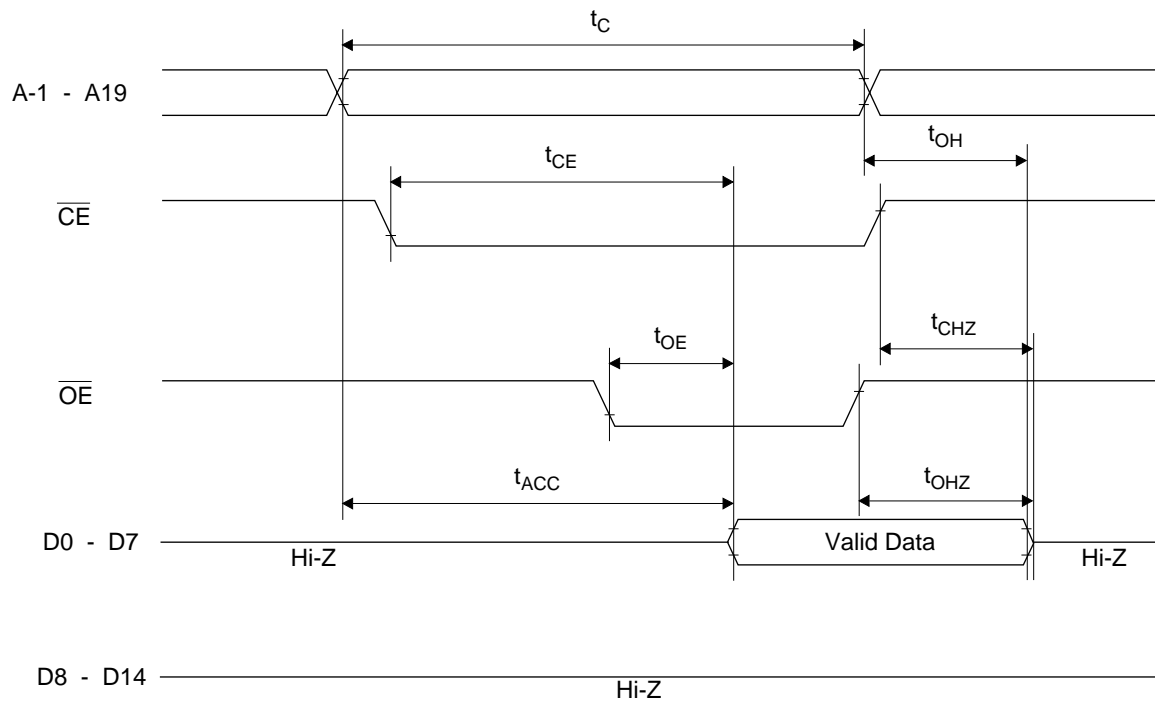 tC
A-1 - A19
tOH
tCE
CE
tCHZ
tOE
OE
tACC
tOHZ
D0 - D7
Valid Data
Hi-Z
Hi-Z
D8 - D14
Hi-Z